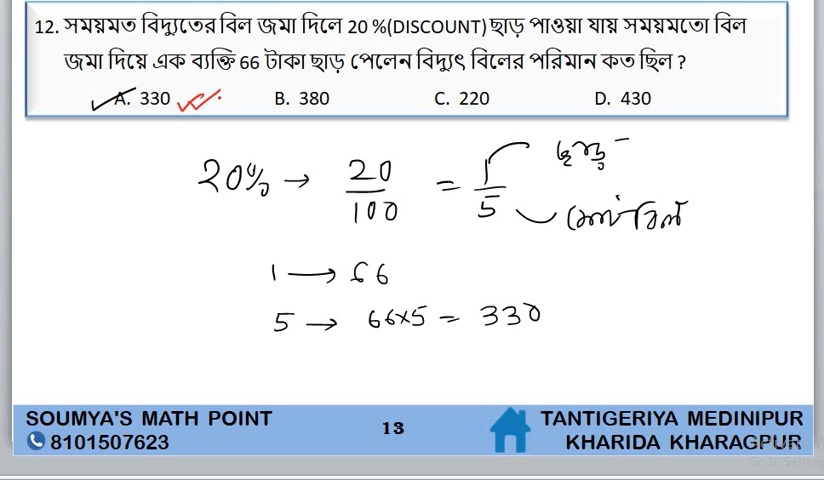 12. সময়মত বিদ্যুতের বিল জমা দিলে 20 %(DISCOUNT) ছাড় পাওয়া যায় সময়মতো বিল
জমা দিয়ে এক ব্যক্তি 66 টাকা ছাড় পেলেন বিদ্যুৎ বিলের পরিমান কত ছিল ?
A. 330 B. 380 C. 220 D. 430
20% → 20/100 = 1/5 ছাড়
মোট বিল
1 → 66
5 → 66×5 = 330
SOUMYA'S MATH POINT
8101507623
13
TANTIGERIYA MEDINIPUR
KHARIDA KHARAGPUR